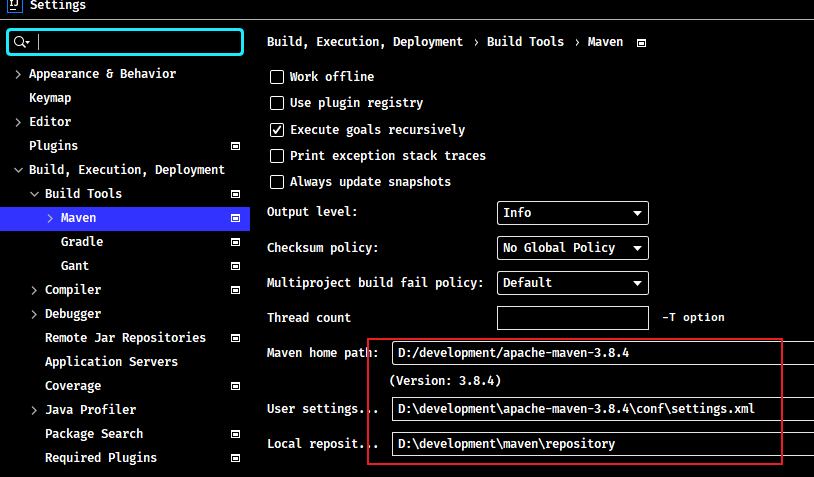 IJ Settings
Appearance & Behavior
Keymap
Editor
Plugins
Build, Execution, Deployment
Build Tools
Maven
Gradle
Gant
Compiler
Debugger
Remote Jar Repositories
Application Servers
Coverage
Java Profiler
Package Search
Required Plugins
Build, Execution, Deployment › Build Tools › Maven
Work offline
Use plugin registry
Execute goals recursively
Print exception stack traces
Always update snapshots
Output level: Info
Checksum policy: No Global Policy
Multiproject build fail policy: Default
Thread count -T option
Maven home path: D:/development/apache-maven-3.8.4
(Version: 3.8.4)
User settings... D:\development\apache-maven-3.8.4\conf\settings.xml
Local reposit... D:\development\maven\repository